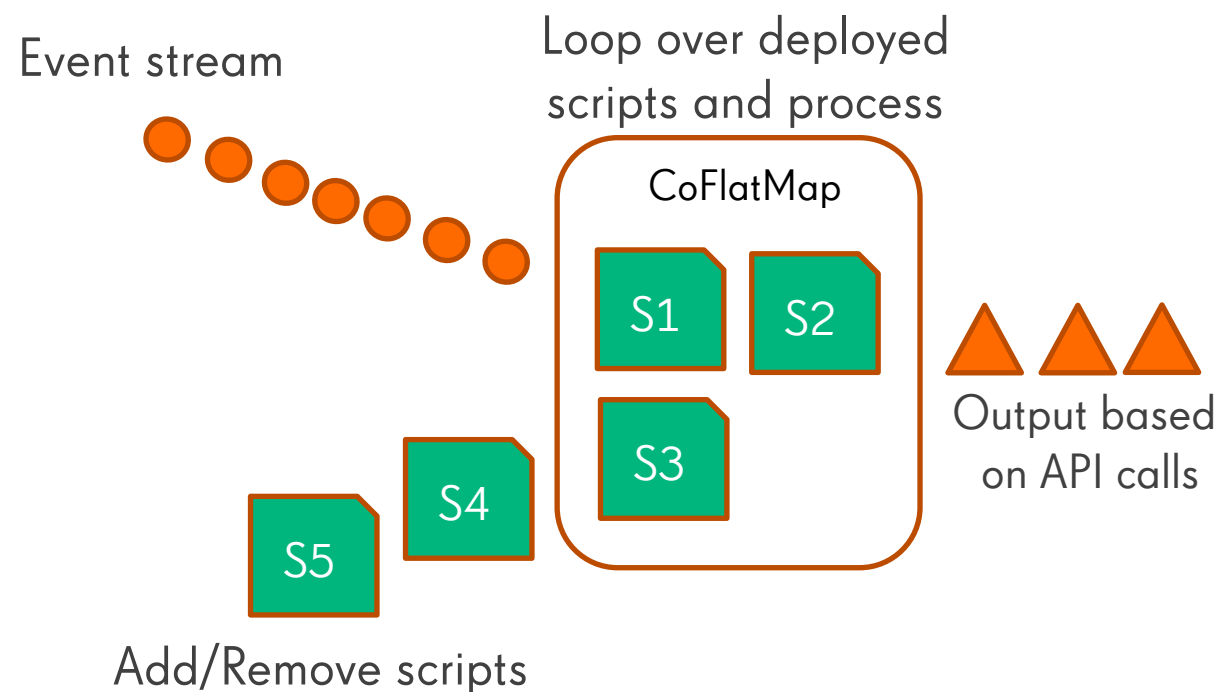 Event stream
Loop over deployed
scripts and process
CoFlatMap
S1
S2
S3
S4
S5
Add/Remove scripts
Output based
on API calls